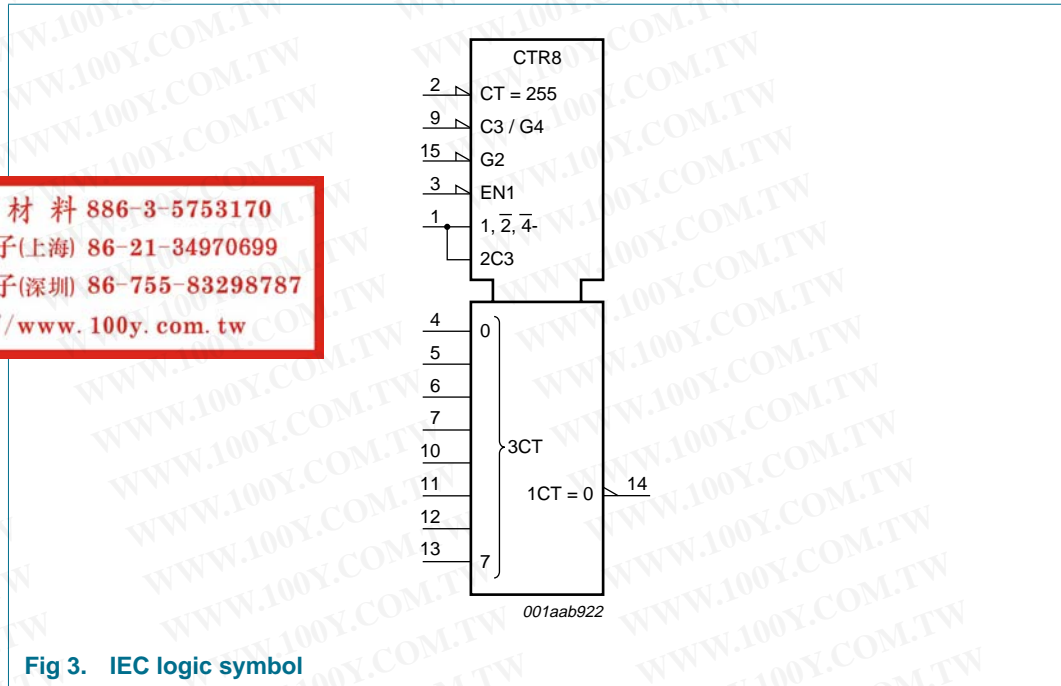 WWW.100Y.COM.TW
CTR8
2 CT = 255
9 C3 / G4
15 G2
3 EN1
1 1, 2̅, 4̅-
2C3
材 料 886-3-5753170
子(上海) 86-21-34970699
子(深圳) 86-755-83298787
//www. 100y. com. tw
4 0
5
6
7
10
11
12
13 7
3CT
1CT = 0 14
001aab922
Fig 3. IEC logic symbol